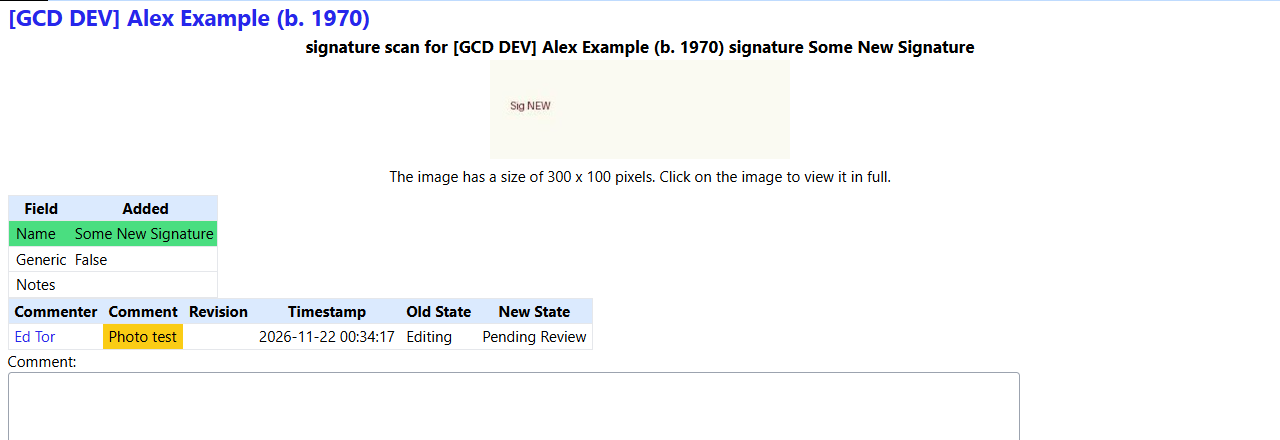 [GCD DEV] Alex Example (b. 1970)
signature scan for [GCD DEV] Alex Example (b. 1970) signature Some New Signature
Sig NEW
The image has a size of 300 x 100 pixels. Click on the image to view it in full.
Field Added
Name Some New Signature
Generic False
Notes
Commenter Comment Revision Timestamp Old State New State
Ed Tor Photo test 2026-11-22 00:34:17 Editing Pending Review
Comment: